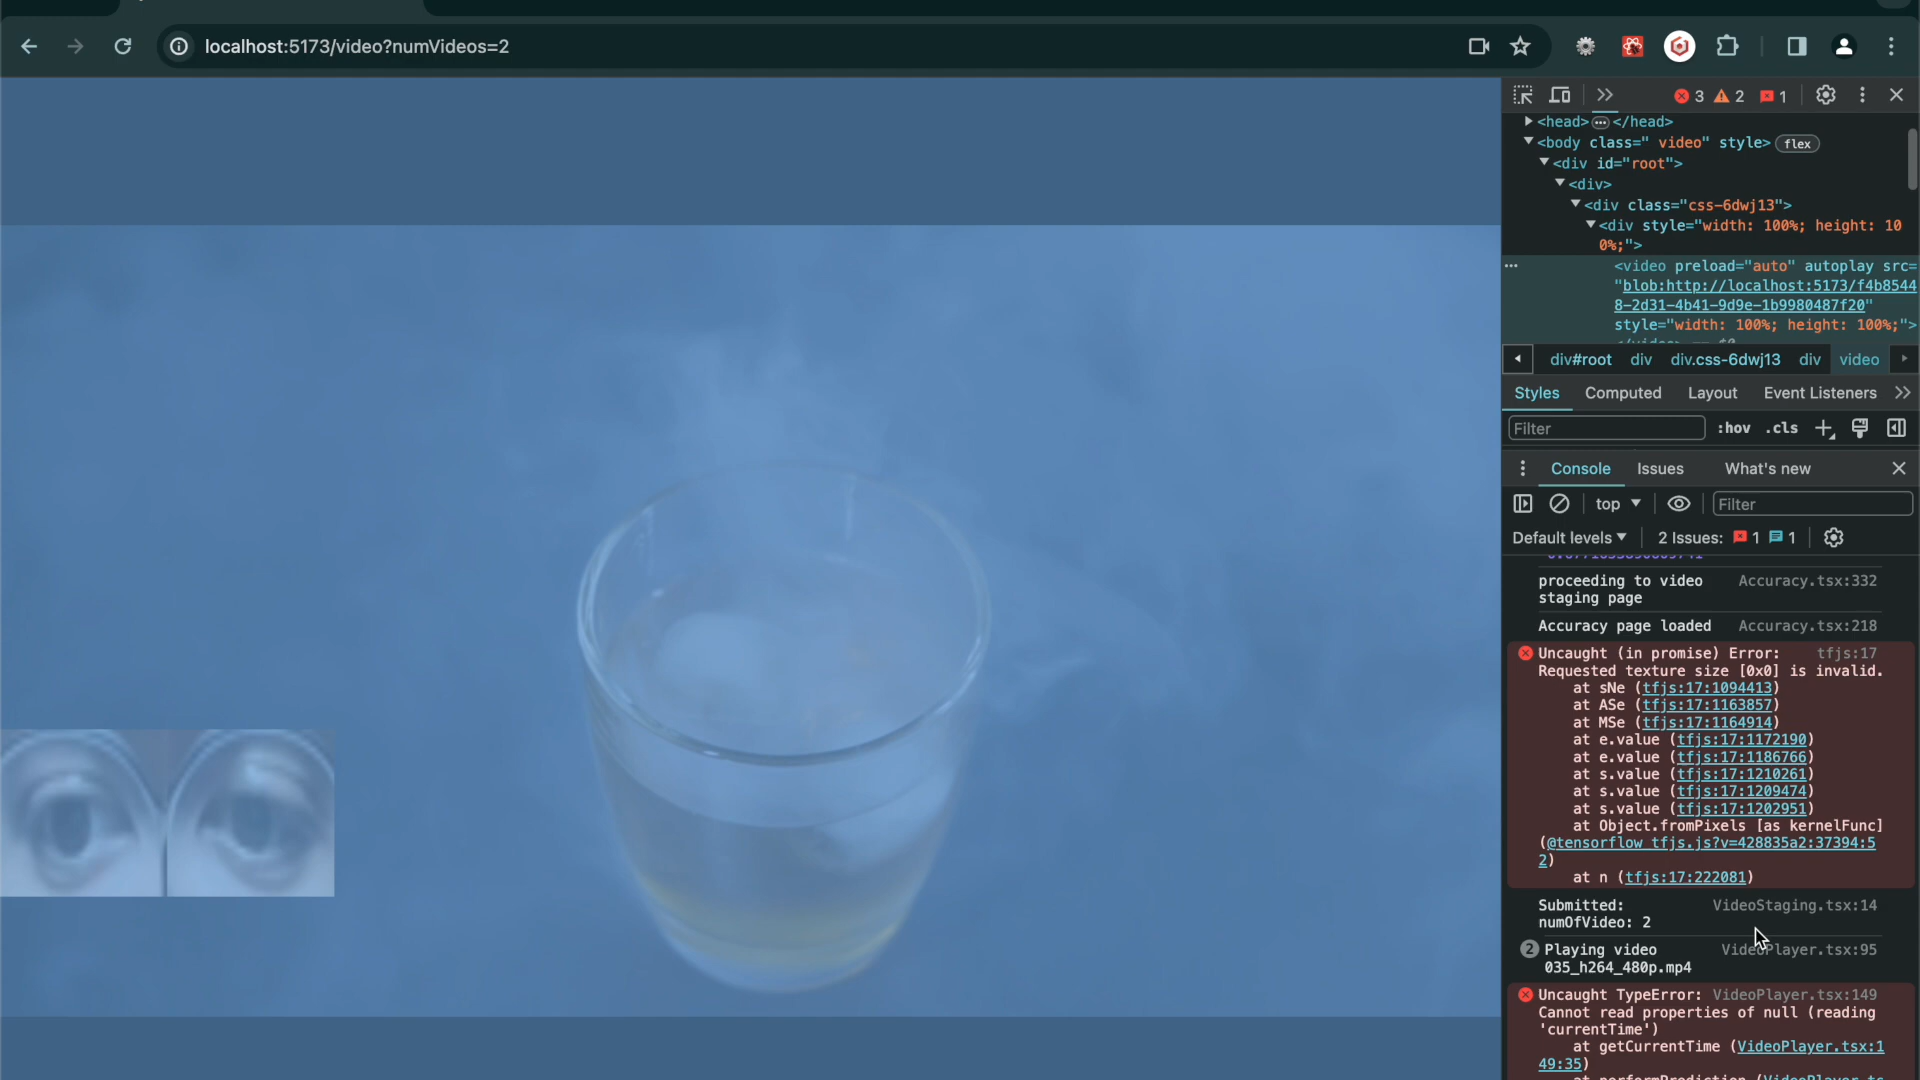 localhost:5173/video?numVideos=2
3 2 1
<head> </head>
<body class=" video" style> flex
<div id="root">
<div>
<div class="css-6dwj13">
<div style="width: 100%; height: 10
0%;">
<video preload="auto" autoplay src=
"blob:http://localhost:5173/f4b8544
8-2d31-4b41-9d9e-1b9980487f20"
style="width: 100%; height: 100%;">
div#root div div.css-6dwj13 div video
Styles Computed Layout Event Listeners
Filter :hov .cls
Console Issues What's new
top Filter
Default levels 2 Issues: 1 1
proceeding to video Accuracy.tsx:332
staging page
Accuracy page loaded Accuracy.tsx:218
Uncaught (in promise) Error: tfjs:17
Requested texture size [0x0] is invalid.
at sNe (tfjs:17:1094413)
at ASe (tfjs:17:1163857)
at MSe (tfjs:17:1164914)
at e.value (tfjs:17:1172190)
at e.value (tfjs:17:1186766)
at s.value (tfjs:17:1210261)
at s.value (tfjs:17:1209474)
at s.value (tfjs:17:1202951)
at Object.fromPixels [as kernelFunc]
(@tensorflow_tfjs.js?v=428835a2:37394:5
2)
at n (tfjs:17:222081)
Submitted: VideoStaging.tsx:14
numOfVideo: 2
2 Playing video VideoPlayer.tsx:95
035_h264_480p.mp4
Uncaught TypeError: VideoPlayer.tsx:149
Cannot read properties of null (reading
'currentTime')
at getCurrentTime (VideoPlayer.tsx:1
49:35)